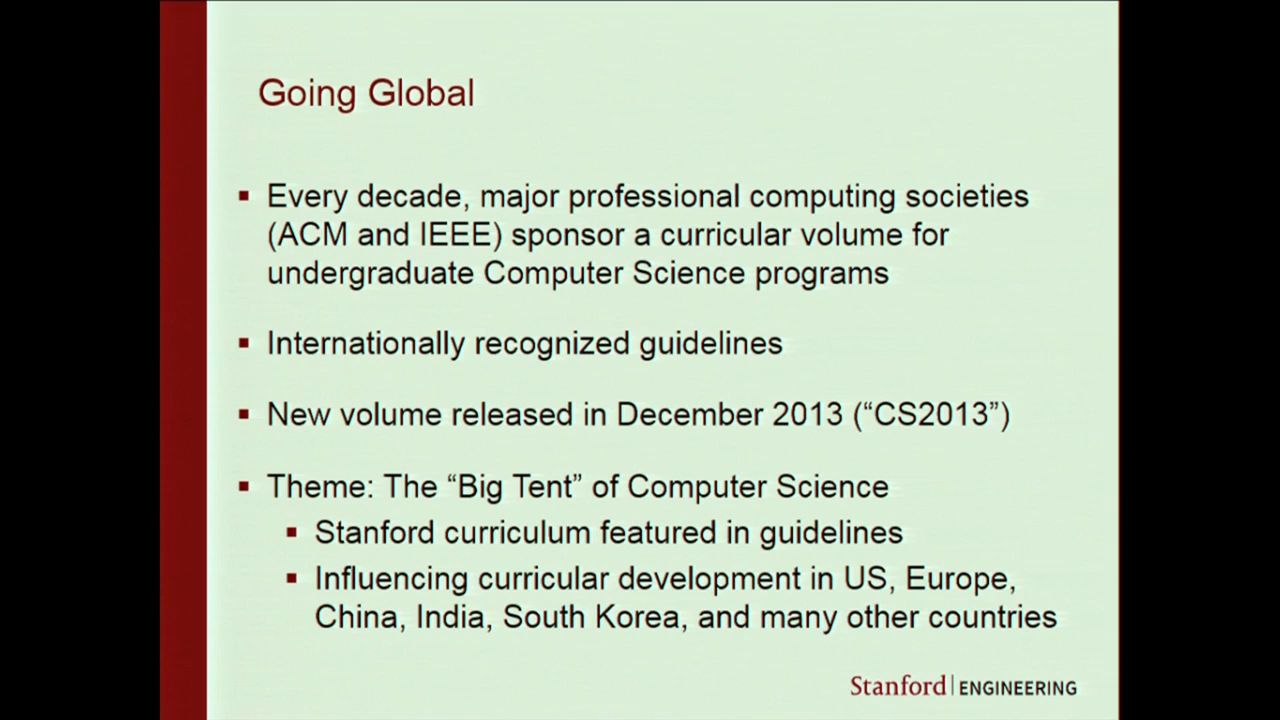 Going Global
▪ Every decade, major professional computing societies
(ACM and IEEE) sponsor a curricular volume for
undergraduate Computer Science programs
▪ Internationally recognized guidelines
▪ New volume released in December 2013 (“CS2013”)
▪ Theme: The “Big Tent” of Computer Science
▪ Stanford curriculum featured in guidelines
▪ Influencing curricular development in US, Europe,
China, India, South Korea, and many other countries
Stanford | ENGINEERING